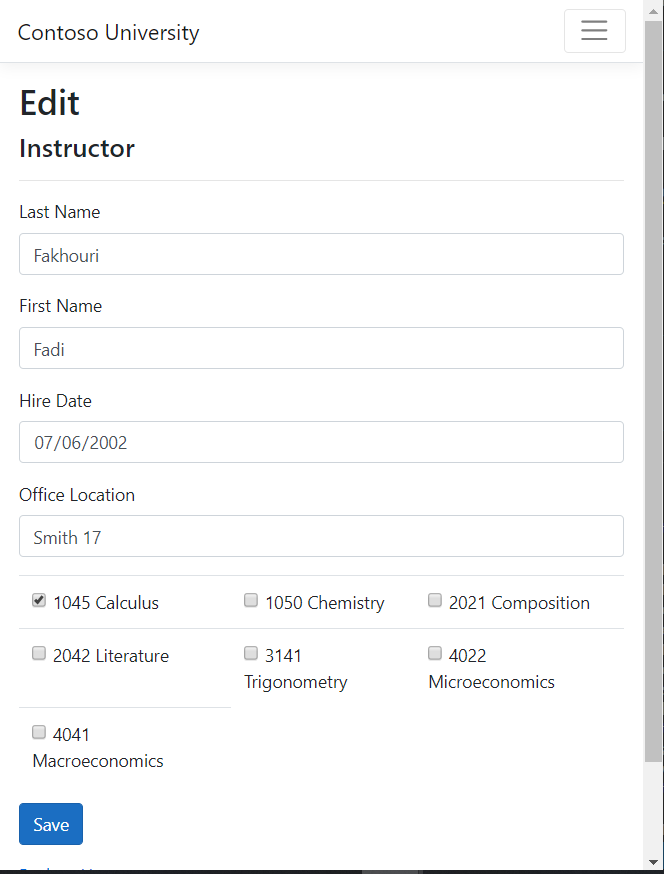 Contoso University
Edit
Instructor
Last Name
Fakhouri
First Name
Fadi
Hire Date
07/06/2002
Office Location
Smith 17
1045 Calculus 1050 Chemistry 2021 Composition
2042 Literature 3141 4022
Trigonometry Microeconomics
4041
Macroeconomics
Save